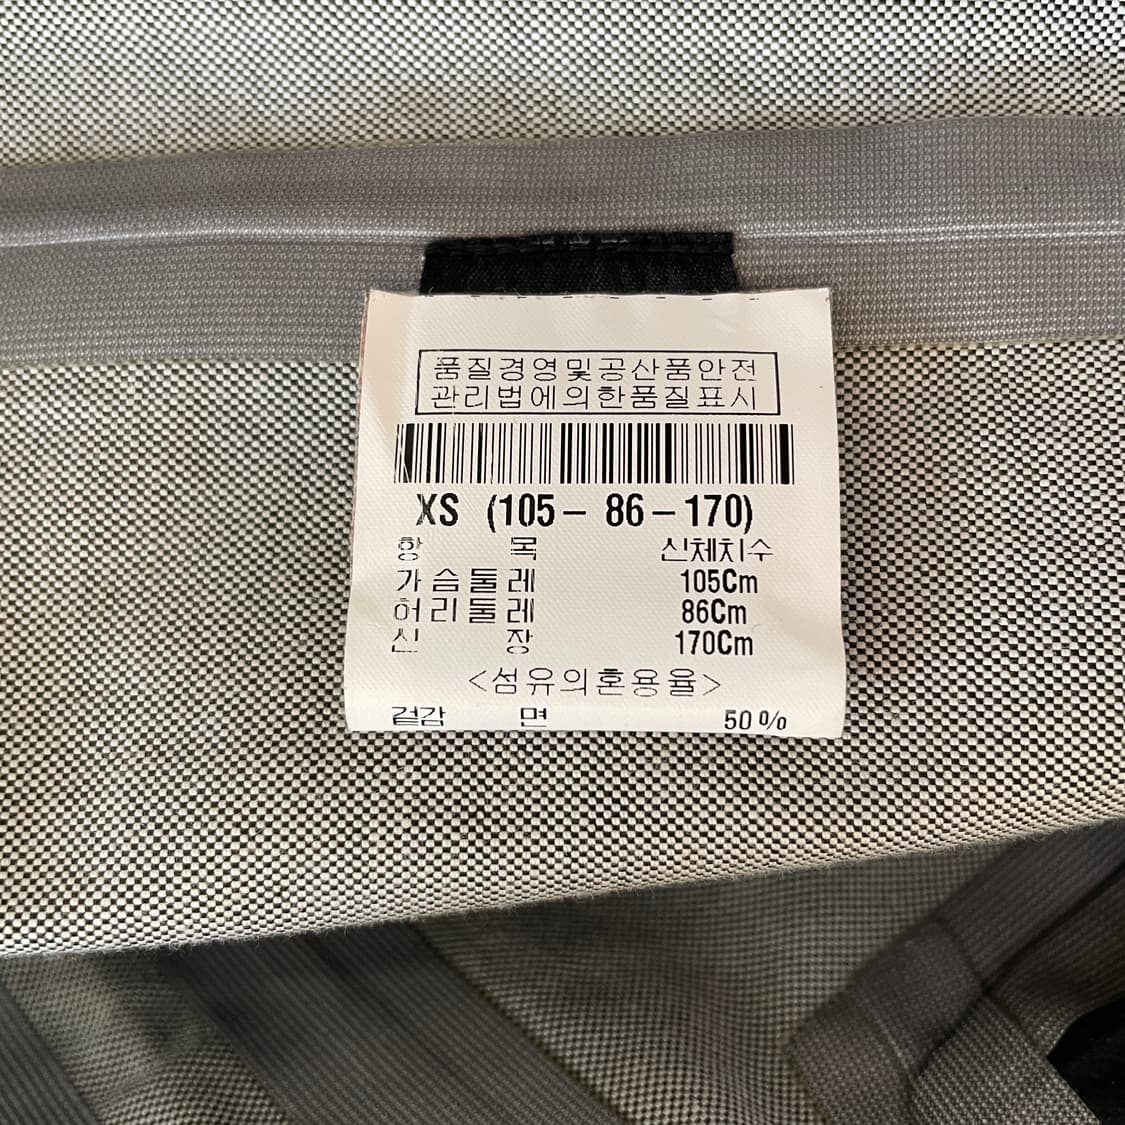 품질경영및공산품안전
관리법에의한품질표시
XS (105-86-170)
항 목 신체치수
가슴둘레 105Cm
허리둘레 86Cm
신 장 170Cm
<섬유의혼용율>
겉감 면 50%